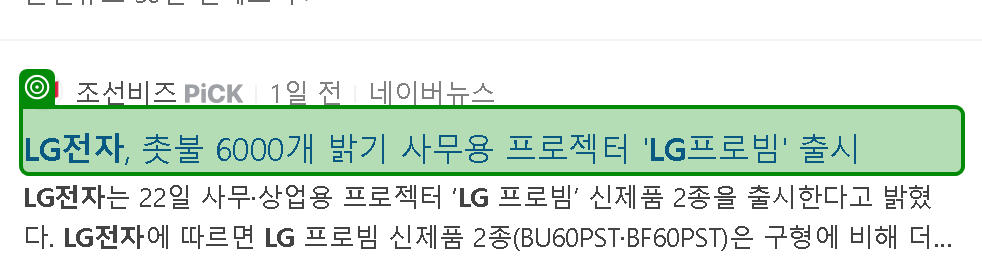 조선비즈 PiCK 1일 전 네이버뉴스
LG전자, 촛불 6000개 밝기 사무용 프로젝터 'LG프로빔' 출시
LG전자는 22일 사무·상업용 프로젝터 ‘LG 프로빔’ 신제품 2종을 출시한다고 밝혔
다. LG전자에 따르면 LG 프로빔 신제품 2종(BU60PST·BF60PST)은 구형에 비해 더...